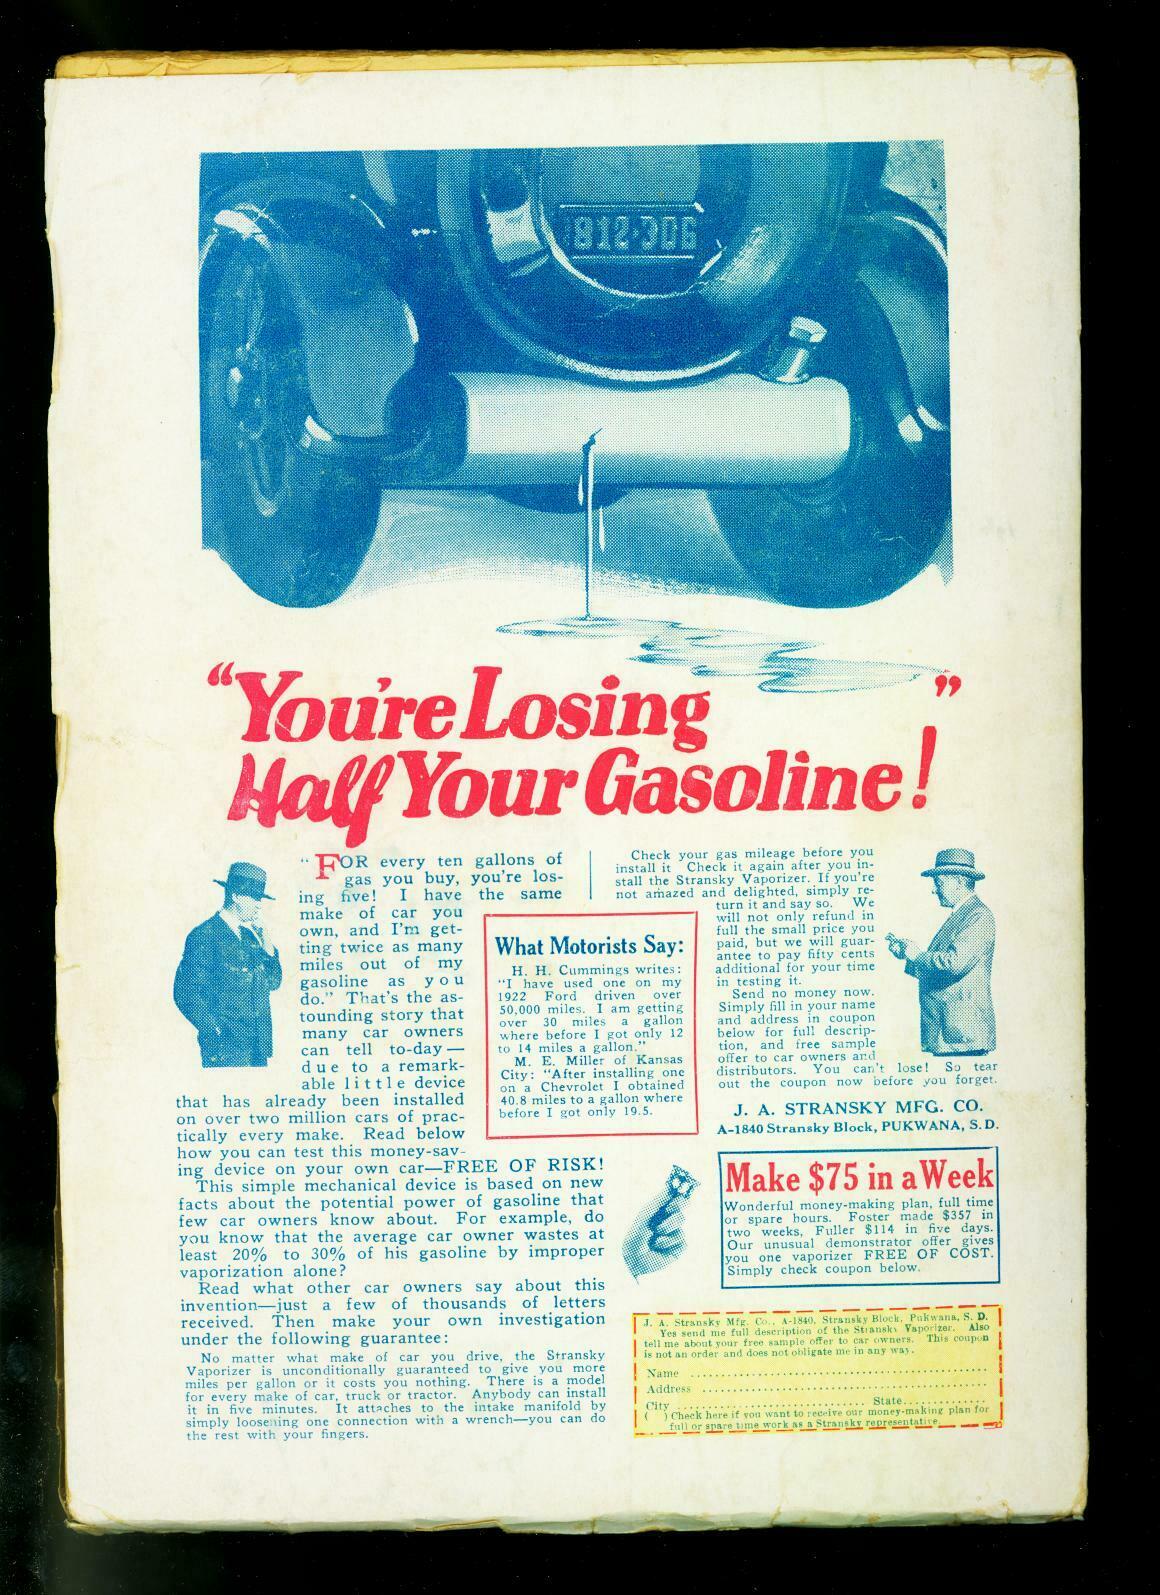 812-306
"You're Losing
Half Your Gasoline!"
"FOR every ten gallons of
gas you buy, you're los-
ing five! I have the same
make of car you
own, and I'm get-
ting twice as many
miles out of my
gasoline as you
do." That's the as-
tounding story that
many car owners
can tell to-day—
due to a remark-
able little device
that has already been installed
on over two million cars of prac-
tically every make. Read below
how you can test this money-sav-
ing device on your own car—FREE OF RISK!
This simple mechanical device is based on new
facts about the potential power of gasoline that
few car owners know about. For example, do
you know that the average car owner wastes at
least 20% to 30% of his gasoline by improper
vaporization alone?
Read what other car owners say about this
invention—just a few of thousands of letters
received. Then make your own investigation
under the following guarantee:
No matter what make of car you drive, the Stransky
Vaporizer is unconditionally guaranteed to give you more
miles per gallon or it costs you nothing. There is a model
for every make of car, truck or tractor. Anybody can install
it in five minutes. It attaches to the intake manifold by
simply loosening one connection with a wrench—you can do
the rest with your fingers.
What Motorists Say:
H. H. Cummings writes:
"I have used one on my
1922 Ford driven over
50,000 miles. I am getting
over 30 miles a gallon
where before I got only 12
to 14 miles a gallon."
M. E. Miller of Kansas
City: "After installing one
on a Chevrolet I obtained
40.8 miles to a gallon where
before I got only 19.5.
Check your gas mileage before you
install it Check it again after you in-
stall the Stransky Vaporizer. If you're
not amazed and delighted, simply re-
turn it and say so. We
will not only refund in
full the small price you
paid, but we will guar-
antee to pay fifty cents
additional for your time
in testing it.
Send no money now.
Simply fill in your name
and address in coupon
below for full descrip-
tion, and free sample
offer to car owners and
distributors. You can't lose! So tear
out the coupon now before you forget.
J. A. STRANSKY MFG. CO.
A-1840 Stransky Block, PUKWANA, S. D.
Make $75 in a Week
Wonderful money-making plan, full time
or spare hours. Foster made $357 in
two weeks, Fuller $114 in five days.
Our unusual demonstrator offer gives
you one vaporizer FREE OF COST.
Simply check coupon below.
J. A. Stransky Mfg. Co., A-1840, Stransky Block, Pukwana, S. D.
Yes send me full description of the Stransky Vaporizer. Also
tell me about your free sample offer to car owners. This coupon
is not an order and does not obligate me in any way.
Name ........................................
Address ........................................
City .............................. State..............
( ) Check here if you want to receive our money-making plan for
full or spare time work as a Stransky representative.